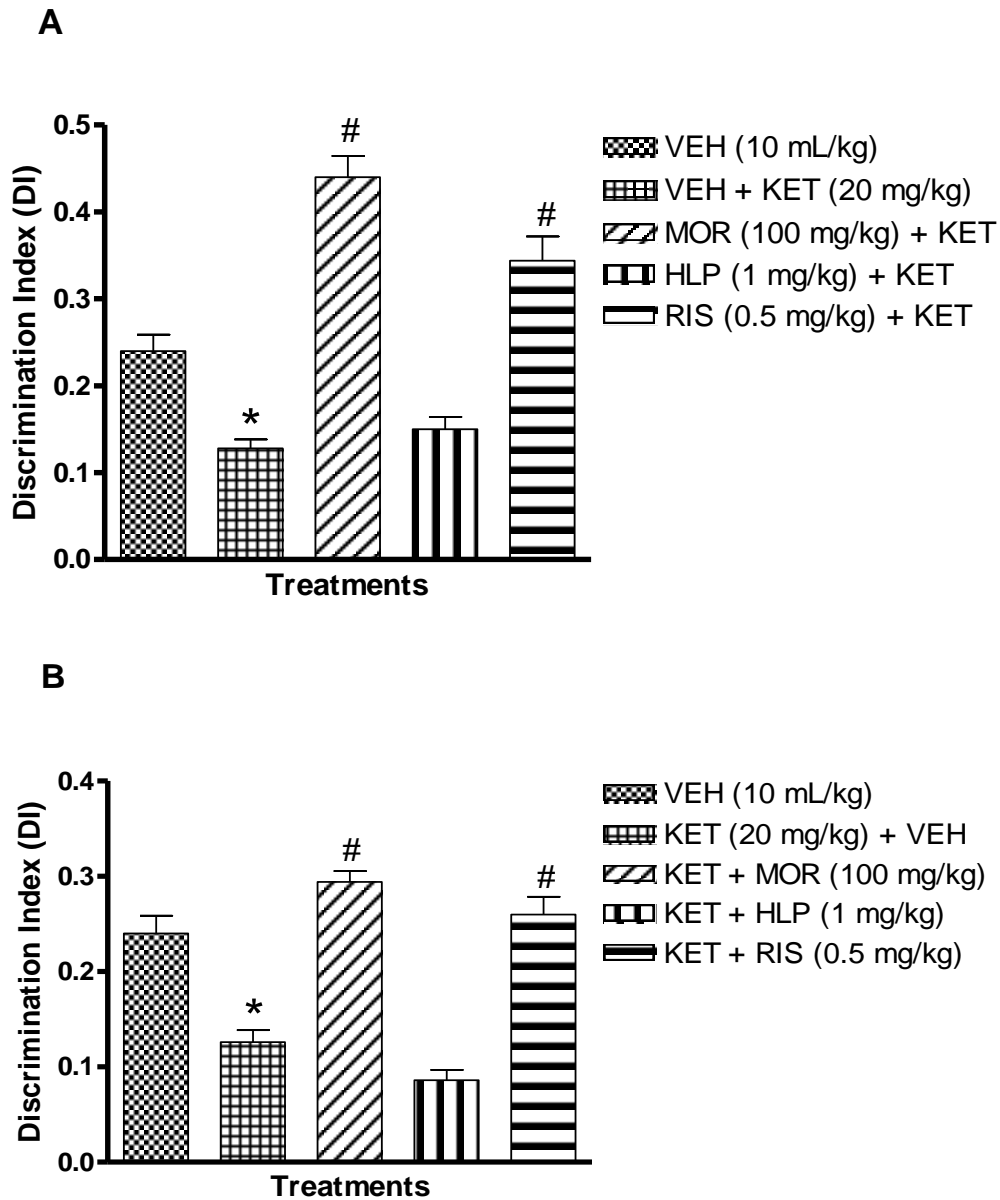 A
Discrimination Index (DI)
0.5
0.4
0.3
0.2
0.1
0.0
*
#
#
Treatments
VEH (10 mL/kg)
VEH + KET (20 mg/kg)
MOR (100 mg/kg) + KET
HLP (1 mg/kg) + KET
RIS (0.5 mg/kg) + KET
B
Discrimination Index (DI)
0.4
0.3
0.2
0.1
0.0
*
#
#
Treatments
VEH (10 mL/kg)
KET (20 mg/kg) + VEH
KET + MOR (100 mg/kg)
KET + HLP (1 mg/kg)
KET + RIS (0.5 mg/kg)